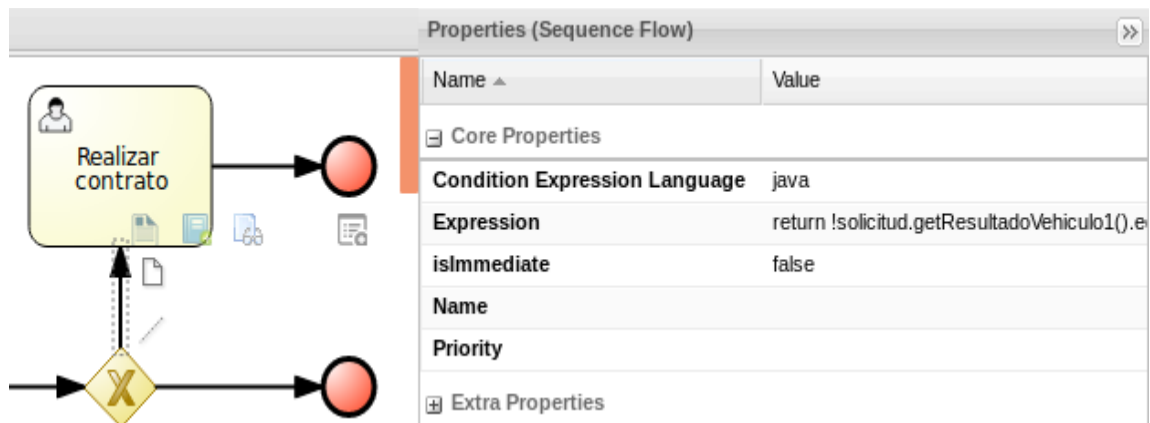 Properties (Sequence Flow)
Name Value
Core Properties
Realizar
contrato
Condition Expression Language java
Expression return !solicitud.getResultadoVehiculo1().e
isImmediate false
Name
Priority
Extra Properties
X